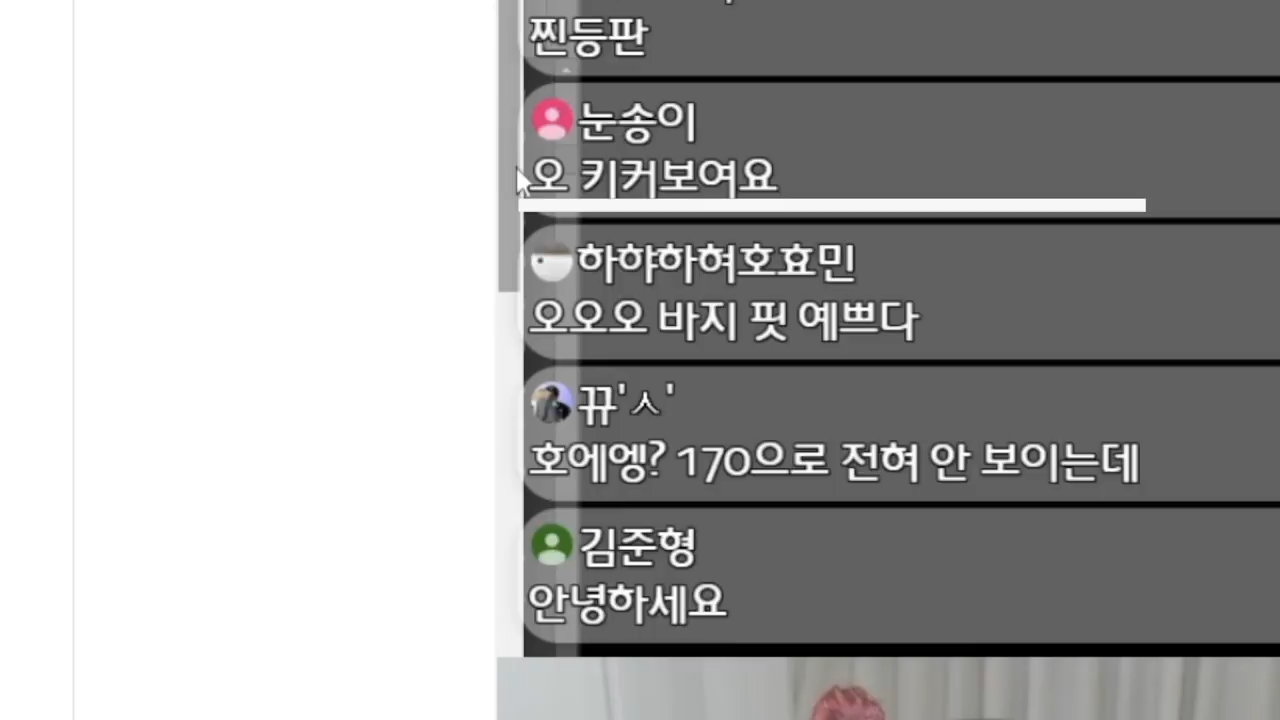 찐등판
눈송이
오 키커보여요
하햐하혀호효민
오오오 바지 핏 예쁘다
뀨'ㅅ'
호에엥? 170으로 전혀 안 보이는데
김준형
안녕하세요